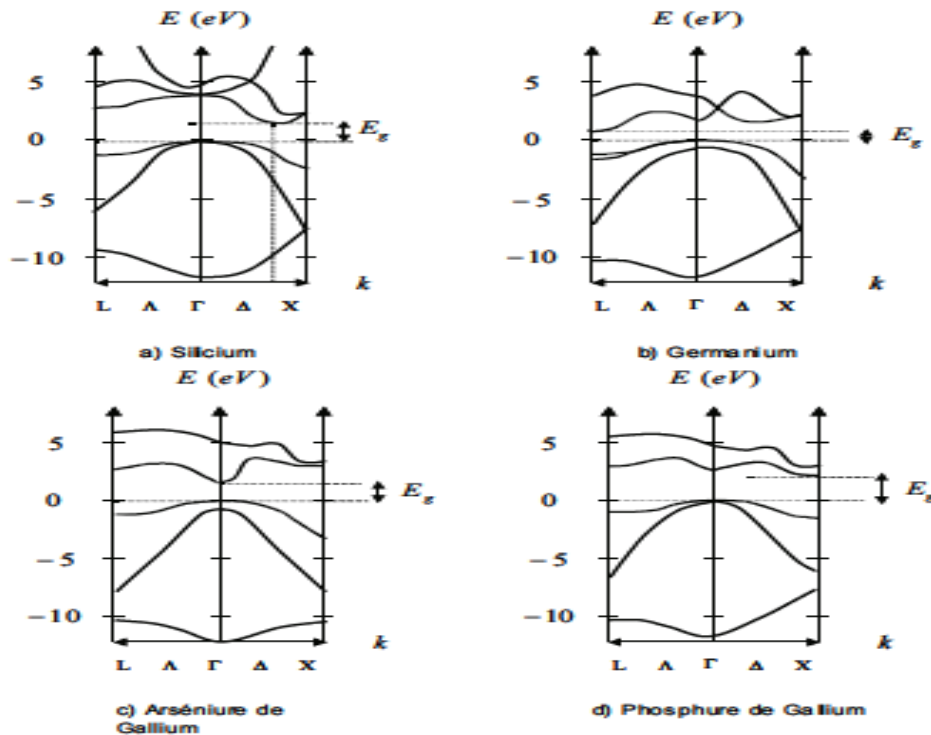 E (eV)
5
0
−5
−10
E_g
k
L Λ Γ Δ X
a) Silicium
E (eV)
5
0
−5
−10
E_g
k
L Λ Γ Δ X
b) Germanium
E (eV)
5
0
−5
−10
E_g
k
L Λ Γ Δ X
c) Arséniure de
Gallium
E (eV)
5
0
−5
−10
E_g
k
L Λ Γ Δ X
d) Phosphure de Gallium